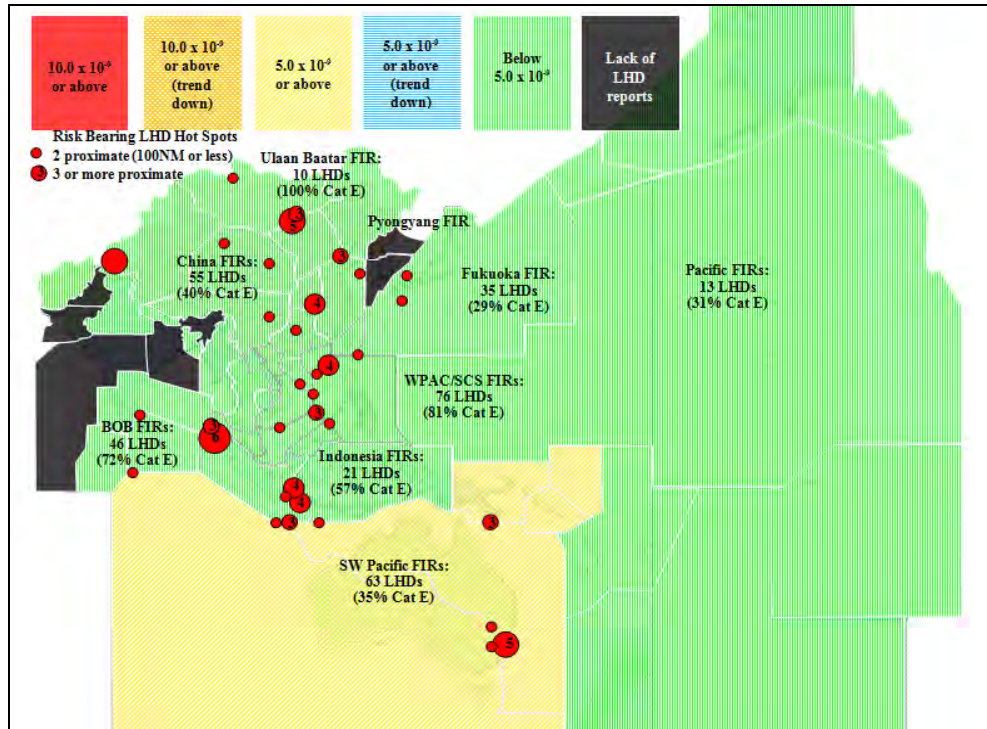 10.0 x 10⁻⁹
or above
10.0 x 10⁻⁹
or above
(trend
down)
5.0 x 10⁻⁹
or above
5.0 x 10⁻⁹
or above
(trend
down)
Below
5.0 x 10⁻⁹
Lack of
LHD
reports
Risk Bearing LHD Hot Spots
2 proximate (100NM or less)
3 3 or more proximate
Ulaan Baatar FIR:
10 LHDs
(100% Cat E)
3
5
Pyongyang FIR
3
China FIRs:
55 LHDs
(40% Cat E)
Fukuoka FIR:
35 LHDs
(29% Cat E)
Pacific FIRs:
13 LHDs
(31% Cat E)
4
4
WPAC/SCS FIRs:
76 LHDs
(81% Cat E)
3
BOB FIRs:
46 LHDs
(72% Cat E)
3
6
Indonesia FIRs:
21 LHDs
(57% Cat E)
4
4
3
3
SW Pacific FIRs:
63 LHDs
(35% Cat E)
5